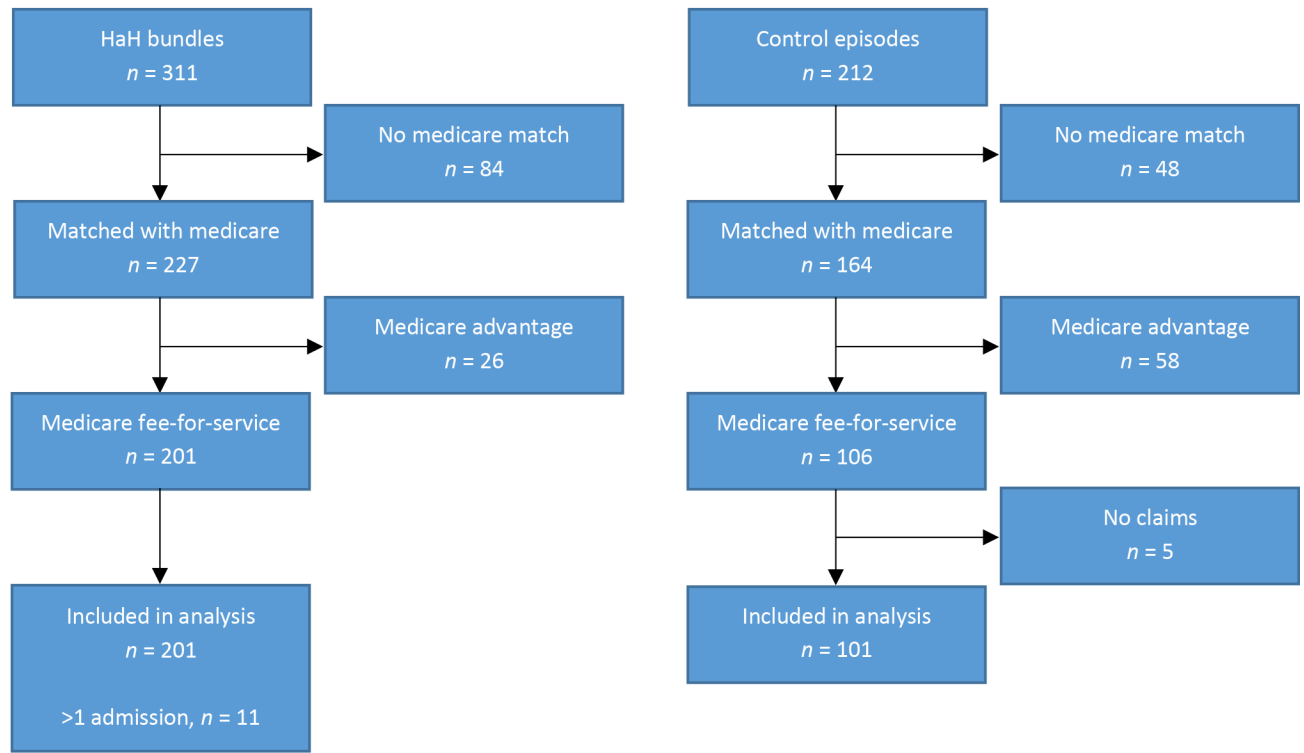 HaH bundles
n = 311
No medicare match
n = 84
Matched with medicare
n = 227
Medicare advantage
n = 26
Medicare fee-for-service
n = 201
Included in analysis
n = 201
>1 admission, n = 11
Control episodes
n = 212
No medicare match
n = 48
Matched with medicare
n = 164
Medicare advantage
n = 58
Medicare fee-for-service
n = 106
No claims
n = 5
Included in analysis
n = 101